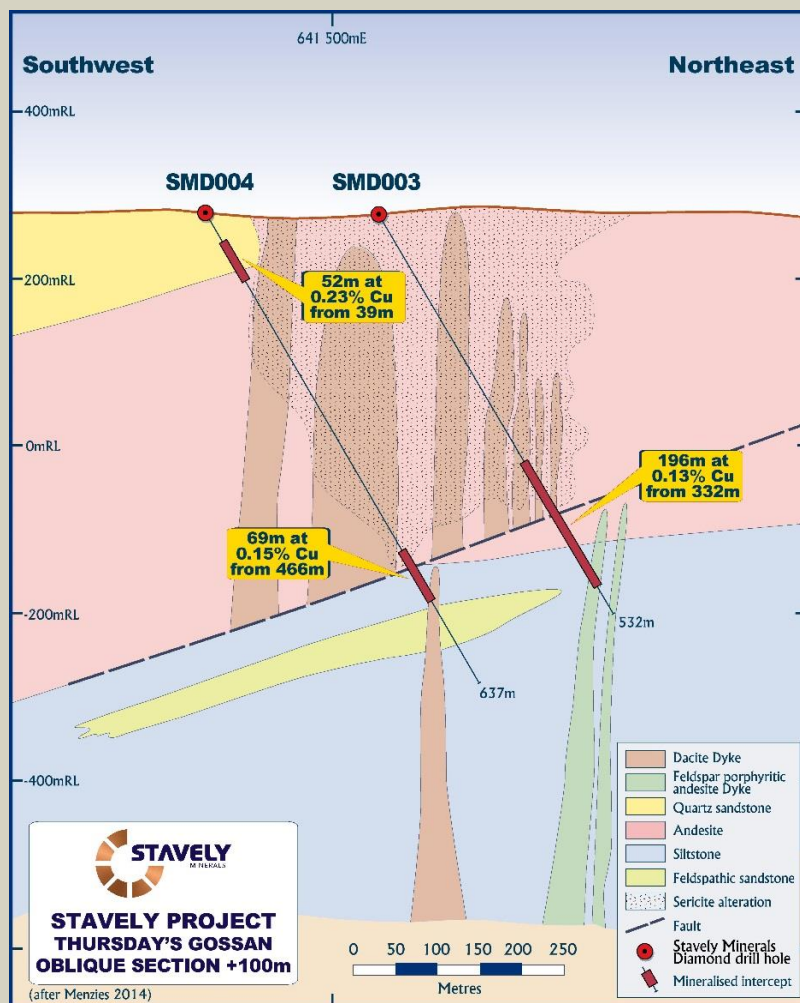 641 500mE
Southwest
Northeast
400mRL
SMD004
SMD003
200mRL
52m at
0.23% Cu
from 39m
0mRL
196m at
0.13% Cu
from 332m
69m at
0.15% Cu
from 466m
-200mRL
532m
637m
-400mRL
Dacite Dyke
Feldspar porphyritic
andesite Dyke
Quartz sandstone
Andesite
Siltstone
Feldspathic sandstone
Sericite alteration
Fault
Stavely Minerals
Diamond drill hole
Mineralised intercept
STAVELY
MINERALS
STAVELY PROJECT
THURSDAY'S GOSSAN
OBLIQUE SECTION +100m
(after Menzies 2014)
0 50 100 150 200 250
Metres